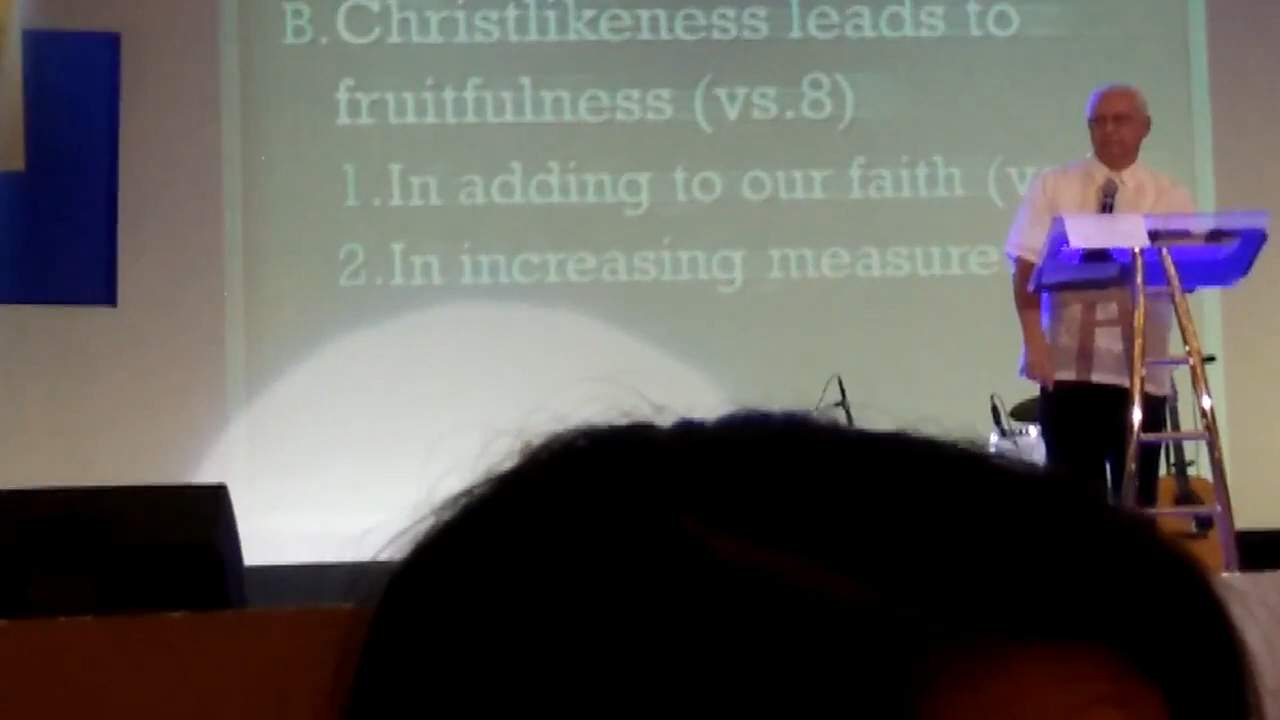 B. Christlikeness leads to
fruitfulness (vs.8)
1. In adding to our faith (v
2. In increasing measure